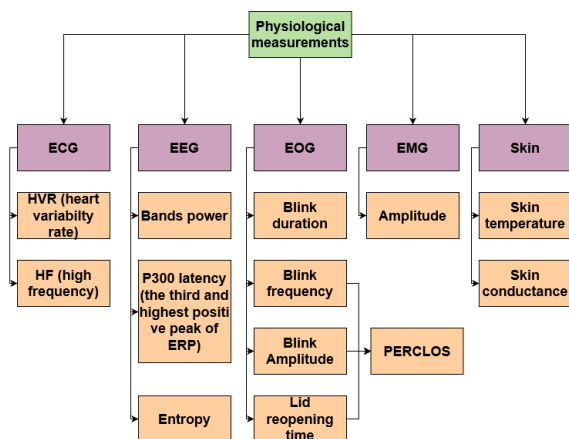 Physiological
measurements
ECG
EEG
EOG
EMG
Skin
HVR (heart
variabilty
rate)
Bands power
Blink
duration
Amplitude
Skin
temperature
HF (high
frequency)
P300 latency
(the third and
highest positi
ve peak of
ERP)
Blink
frequency
Skin
conductance
Blink
Amplitude
PERCLOS
Entropy
Lid
reopening
time